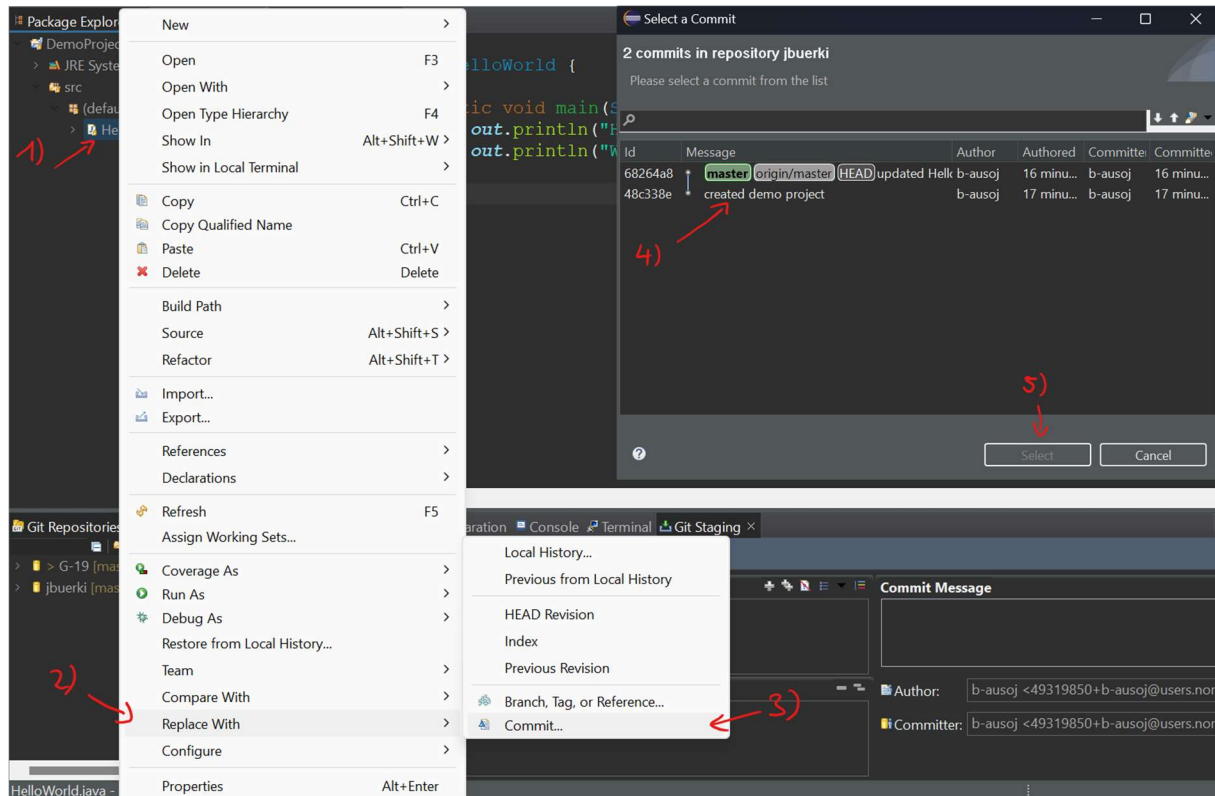 Package Explor
DemoProjec
JRE Syste
src
(defau
He
1)
New
Open F3
Open With
Open Type Hierarchy F4
Show In Alt+Shift+W
Show in Local Terminal
Copy Ctrl+C
Copy Qualified Name
Paste Ctrl+V
Delete Delete
Build Path
Source Alt+Shift+S
Refactor Alt+Shift+T
Import...
Export...
References
Declarations
Refresh F5
Assign Working Sets...
Coverage As
Run As
Debug As
Restore from Local History...
Team
Compare With
Replace With
Configure
Properties Alt+Enter
2)
elloWorld {
ic void main(S
out.println("H
out.println("W
Select a Commit
2 commits in repository jbuerki
Please select a commit from the list
Id Message Author Authored Committe Committe
68264a8 master origin/master HEAD updated Hello b-ausoj 16 minu... b-ausoj 16 minu...
48c338e created demo project b-ausoj 17 minu... b-ausoj 17 minu...
4)
5)
Select Cancel
Git Repositories
> G-19 [mas
jbuerki [mas
aration Console Terminal Git Staging
Local History...
Previous from Local History
HEAD Revision
Index
Previous Revision
Branch, Tag, or Reference...
Commit...
3)
Commit Message
Author: b-ausoj <49319850+b-ausoj@users.nor
Committer: b-ausoj <49319850+b-ausoj@users.nor
HelloWorld.java -